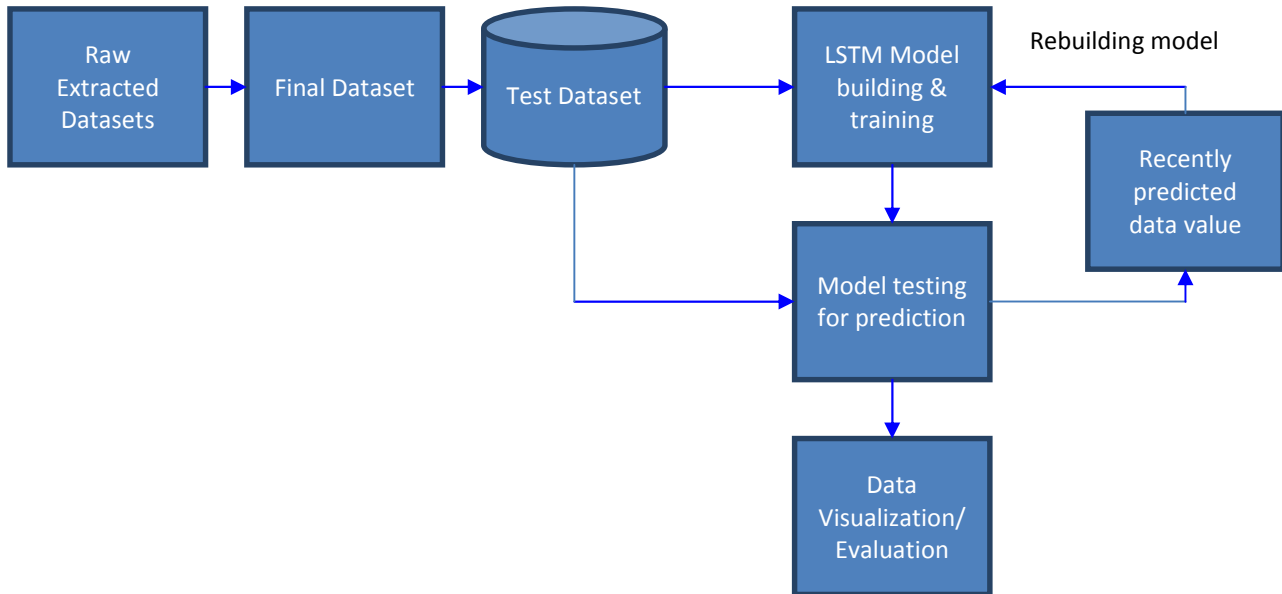 Raw
Extracted
Datasets
Final Dataset
Test Dataset
LSTM Model
building &
training
Rebuilding model
Recently
predicted
data value
Model testing
for prediction
Data
Visualization/
Evaluation